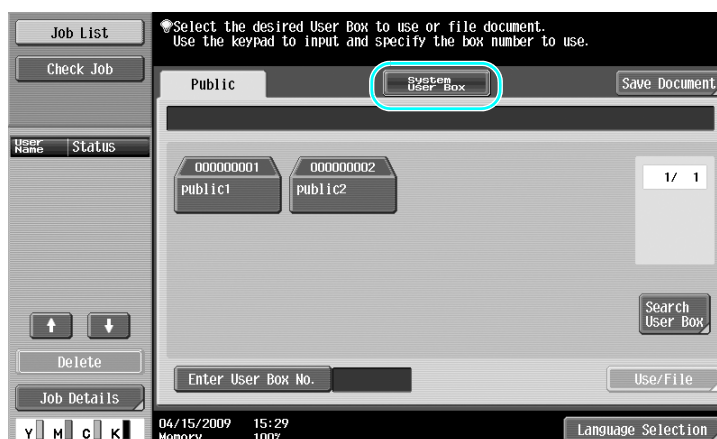 Job List
Check Job
User Name Status
Delete
Job Details
Y M C K
Select the desired User Box to use or file document.
Use the keypad to input and specify the box number to use.
Public
System
User Box
Save Document
000000001
public1
000000002
public2
1/ 1
Search
User Box
Enter User Box No.
Use/File
04/15/2009 15:29
Memory 100%
Language Selection